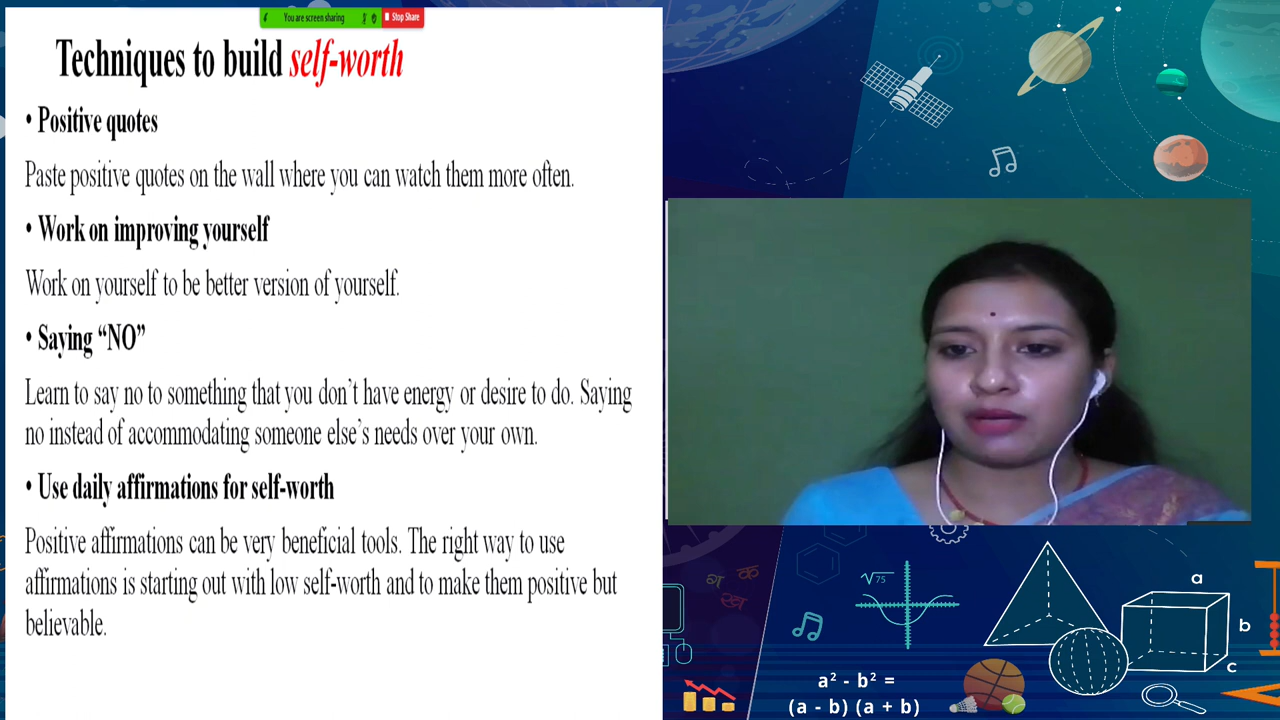 You are screen sharing
Stop Share
Techniques to build self-worth
• Positive quotes
Paste positive quotes on the wall where you can watch them more often.
• Work on improving yourself
Work on yourself to be better version of yourself.
• Saying “NO”
Learn to say no to something that you don’t have energy or desire to do. Saying
no instead of accommodating someone else’s needs over your own.
• Use daily affirmations for self-worth
Positive affirmations can be very beneficial tools. The right way to use
affirmations is starting out with low self-worth and to make them positive but
believable.
ग क
ख
√75
a
b
c
a² - b² =
(a - b) (a + b)